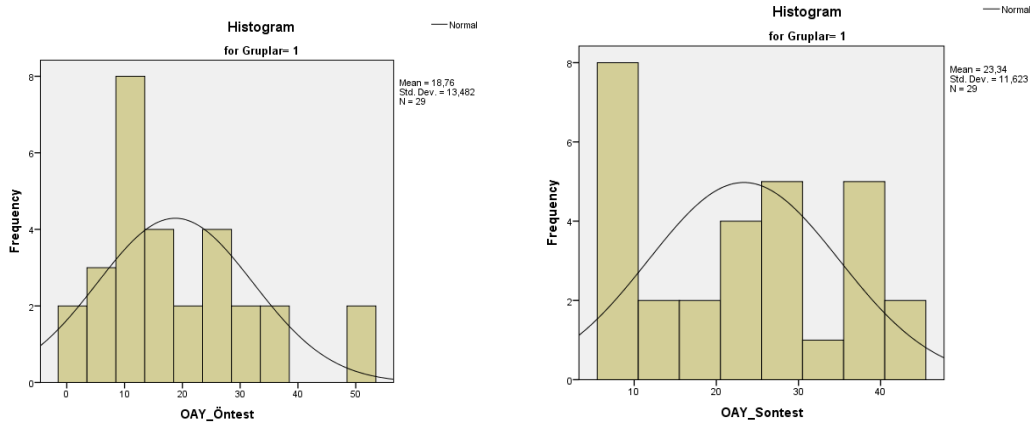 Histogram
Normal
for Gruplar= 1
Mean = 18,76
Std. Dev. = 13,482
N = 29
8
6
4
2
0
Frequency
0 10 20 30 40 50
OAY_Öntest
Histogram
Normal
for Gruplar= 1
Mean = 23,34
Std. Dev. = 11,623
N = 29
8
6
4
2
0
Frequency
10 20 30 40
OAY_Sontest